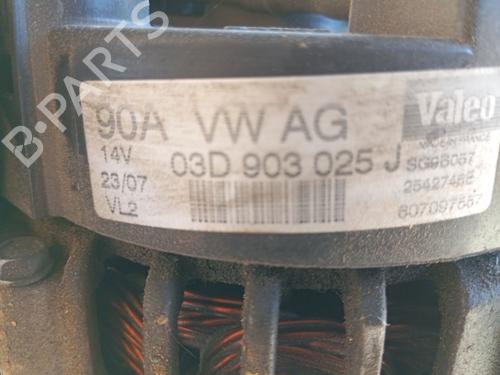 B-PARTS
90A VW AG Valeo
14V 03D 903 025 J
23/07
VL2